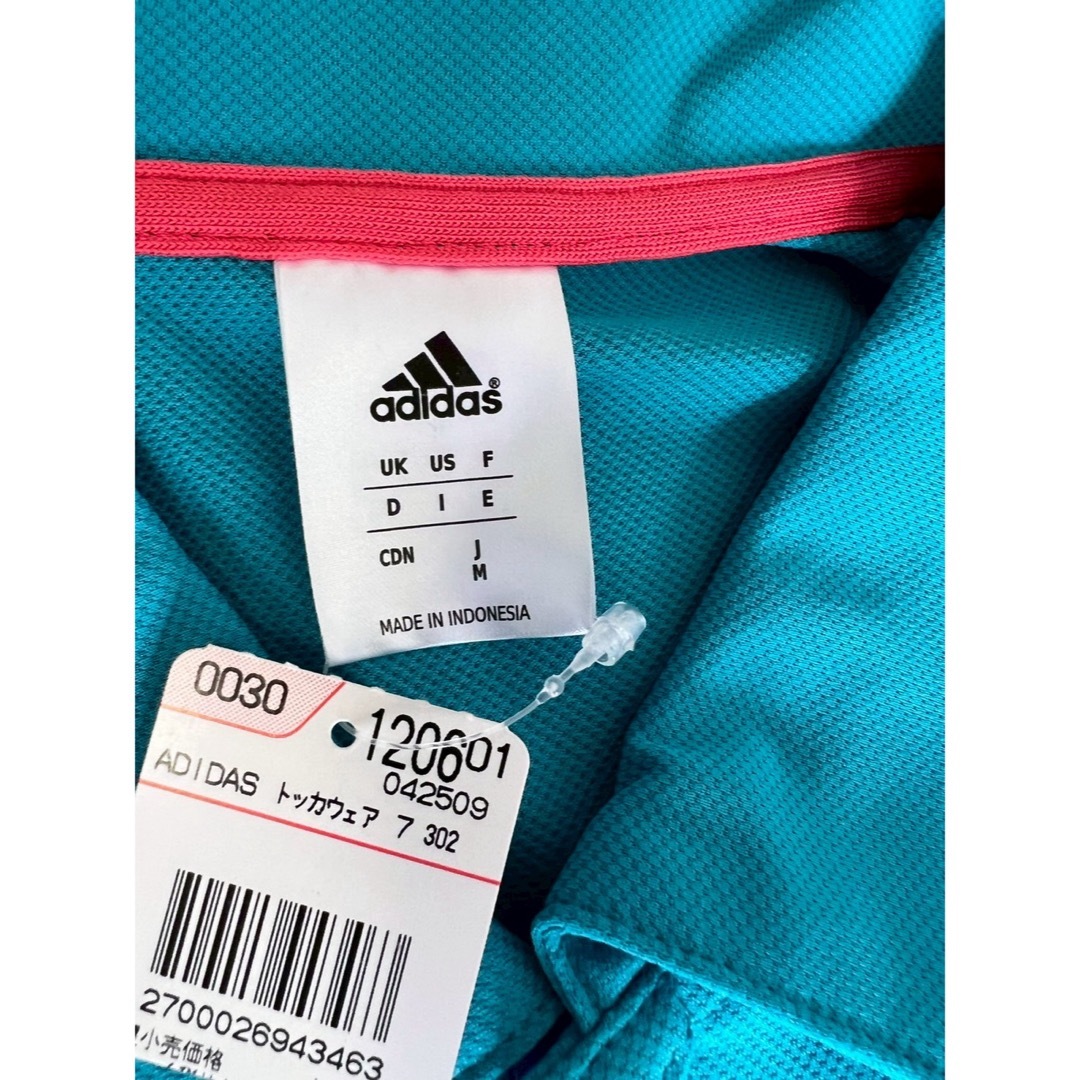 adidas®
UK US F
D I E
CDN J
M
MADE IN INDONESIA
0030
120601
042509
ADIDAS トッカウェア 7 302
2700026943463
小売価格